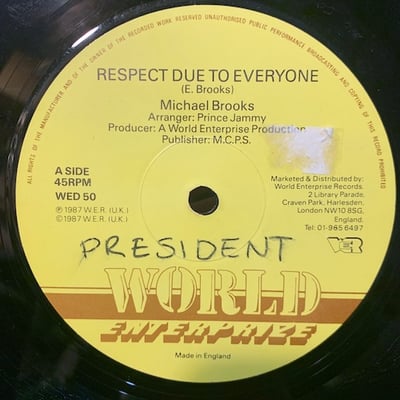 ALL RIGHTS OF THE MANUFACTURER AND OF THE OWNER OF THE RECORDED WORK RESERVED UNAUTHORISED PUBLIC PERFORMANCE BROADCASTING AND COPYING OF THIS RECORD PROHIBITED
RESPECT DUE TO EVERYONE
(E. Brooks)
Michael Brooks
Arranger: Prince Jammy
Producer: A World Enterprise Production
Publisher: M.C.P.S.
A SIDE
45RPM
WED 50
℗ 1987 W.E.R. (U.K.)
© 1987 W.E.R. (U.K.)
Marketed & Distributed by:
World Enterprise Records.
2 Library Parade,
Craven Park, Harlesden,
London NW10 8SG,
England.
Tel: 01-965 6497
WER
PRESIDENT
WORLD
ENTERPRIZE
Made in England